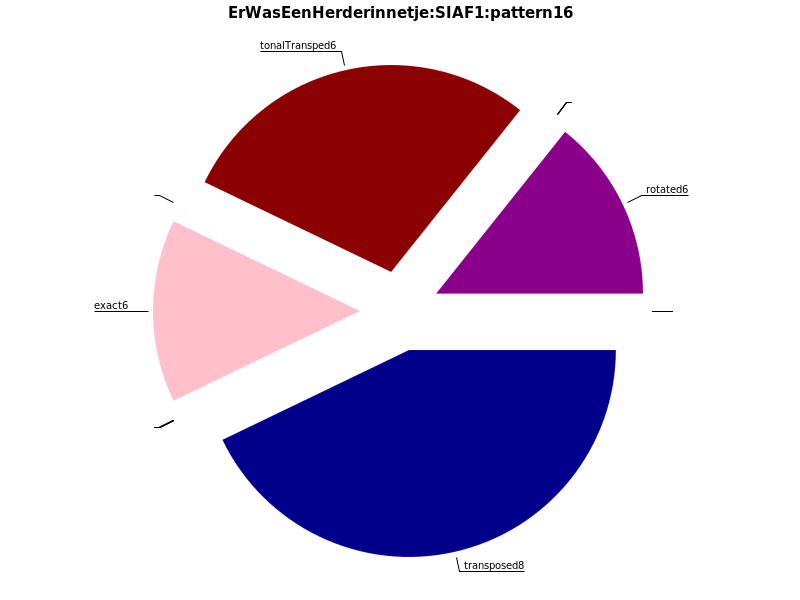 ErWasEenHerderinnetje:SIAF1:pattern16
tonalTransped6
rotated6
exact6
transposed8